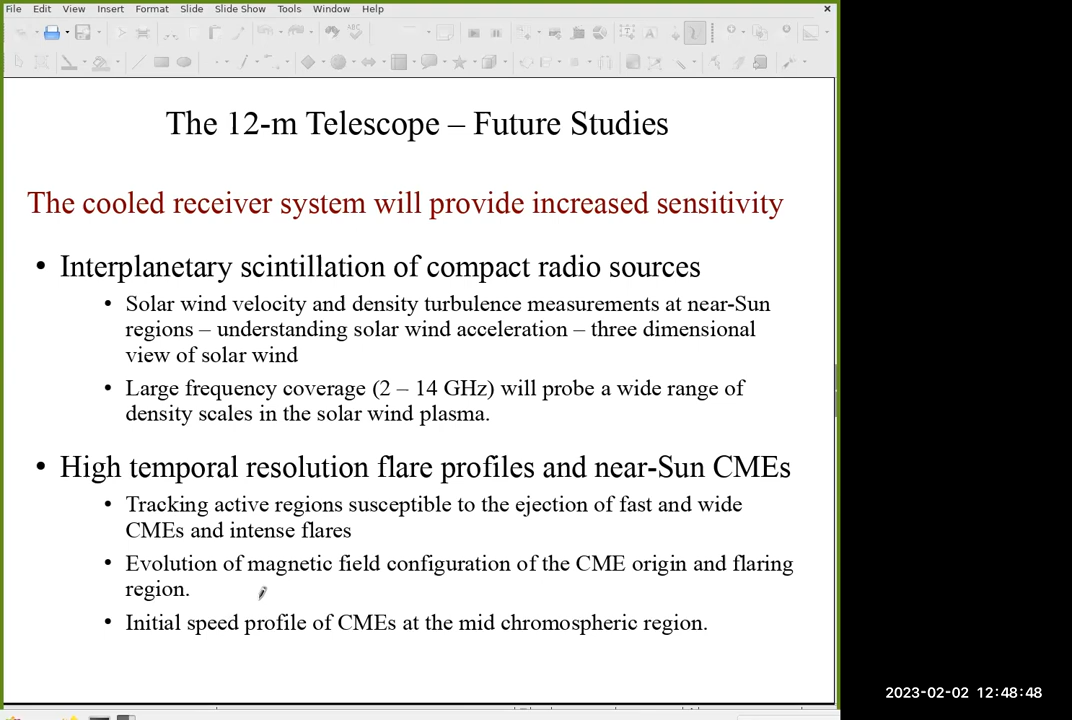 File Edit View Insert Format Slide Slide Show Tools Window Help
The 12-m Telescope – Future Studies
The cooled receiver system will provide increased sensitivity
• Interplanetary scintillation of compact radio sources
• Solar wind velocity and density turbulence measurements at near-Sun
regions – understanding solar wind acceleration – three dimensional
view of solar wind
• Large frequency coverage (2 – 14 GHz) will probe a wide range of
density scales in the solar wind plasma.
• High temporal resolution flare profiles and near-Sun CMEs
• Tracking active regions susceptible to the ejection of fast and wide
CMEs and intense flares
• Evolution of magnetic field configuration of the CME origin and flaring
region.
• Initial speed profile of CMEs at the mid chromospheric region.
2023-02-02 12:48:48